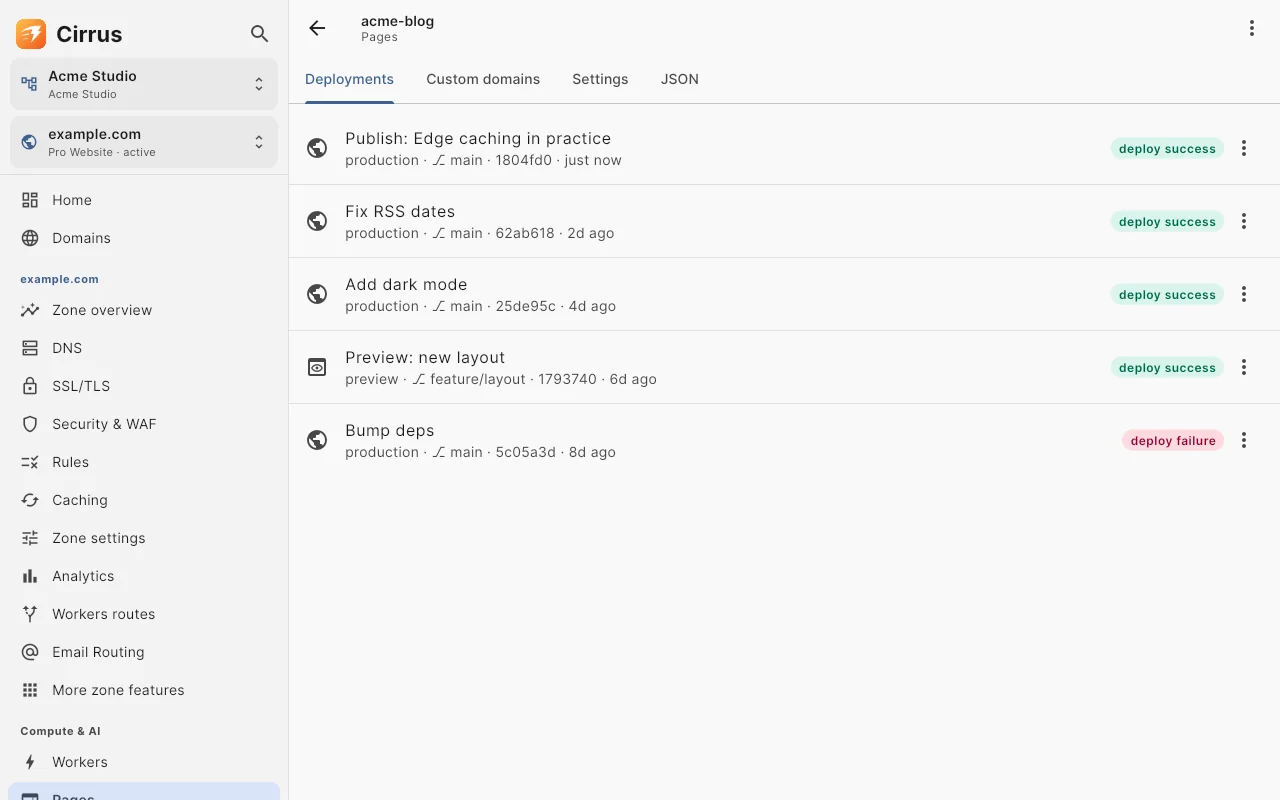 Cirrus
Acme Studio
Acme Studio
example.com
Pro Website · active
Home
Domains
example.com
Zone overview
DNS
SSL/TLS
Security & WAF
Rules
Caching
Zone settings
Analytics
Workers routes
Email Routing
More zone features
Compute & AI
Workers
Pages
acme-blog
Pages
Deployments Custom domains Settings JSON
Publish: Edge caching in practice
production · ⎇ main · 1804fd0 · just now
deploy success
Fix RSS dates
production · ⎇ main · 62ab618 · 2d ago
deploy success
Add dark mode
production · ⎇ main · 25de95c · 4d ago
deploy success
Preview: new layout
preview · ⎇ feature/layout · 1793740 · 6d ago
deploy success
Bump deps
production · ⎇ main · 5c05a3d · 8d ago
deploy failure